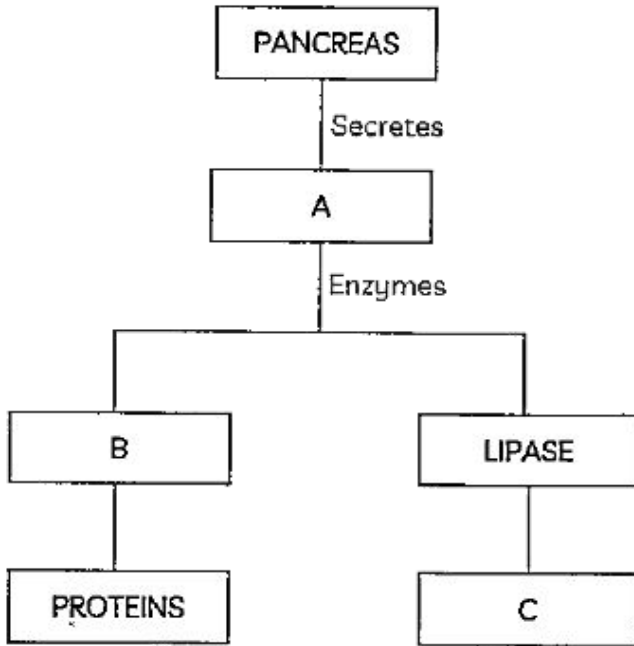 PANCREAS
Secretes
A
Enzymes
B
LIPASE
PROTEINS
C